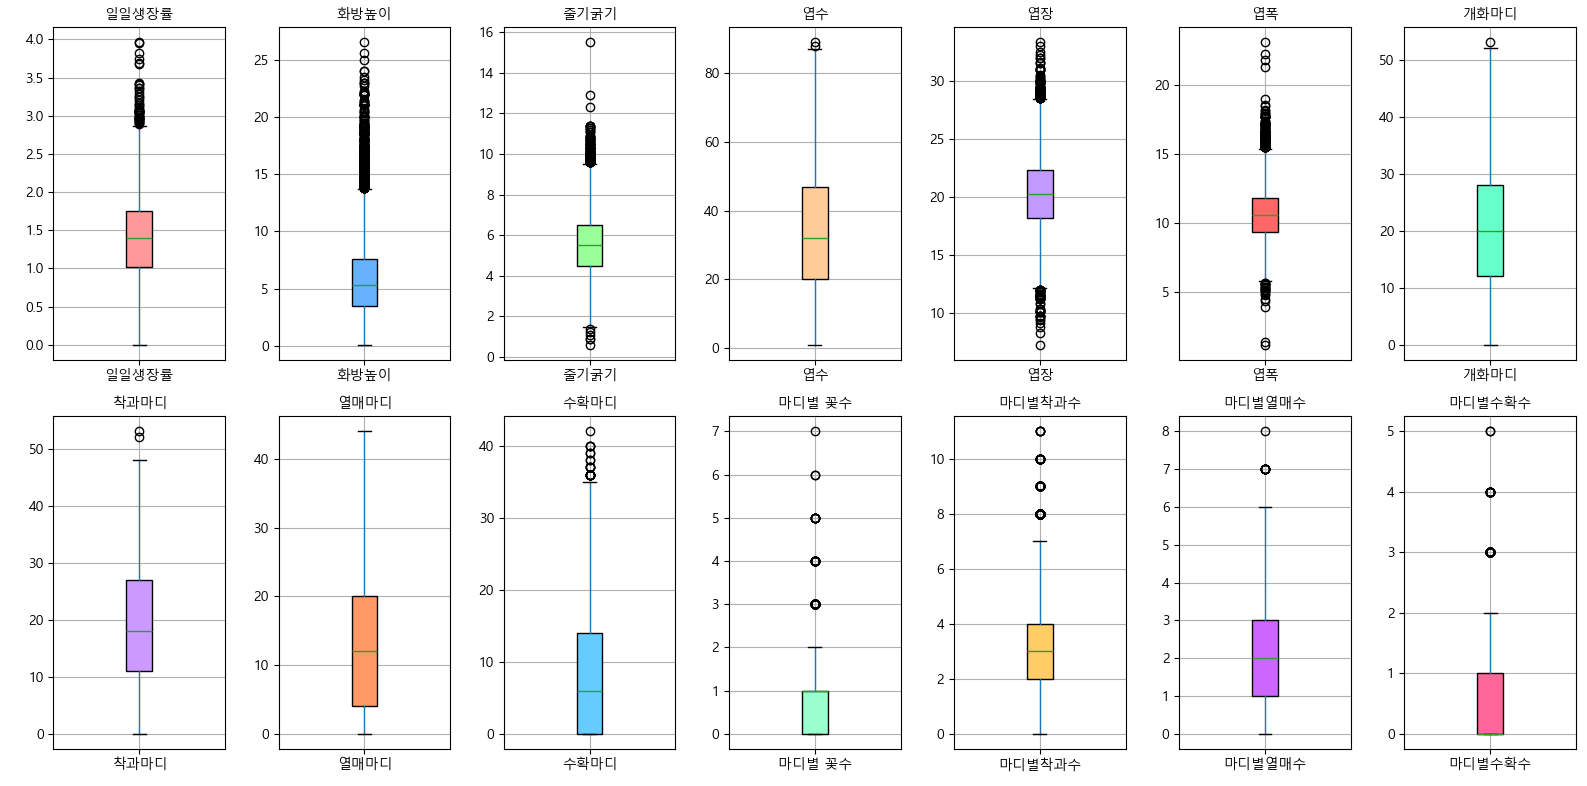 일일생장률 화방높이 줄기굵기 엽수 엽장 엽폭 개화마디
4.0 3.5 3.0 2.5 2.0 1.5 1.0 0.5 0.0
25 20 15 10 5 0
16 14 12 10 8 6 4 2 0
80 60 40 20 0
30 25 20 15 10
20 15 10 5
50 40 30 20 10 0
일일생장률 화방높이 줄기굵기 엽수 엽장 엽폭 개화마디
착과마디 열매마디 수확마디 마디별 꽃수 마디별착과수 마디별열매수 마디별수확수
50 40 30 20 10 0
40 30 20 10 0
40 30 20 10 0
7 6 5 4 3 2 1 0
10 8 6 4 2 0
8 7 6 5 4 3 2 1 0
5 4 3 2 1 0
착과마디 열매마디 수확마디 마디별 꽃수 마디별착과수 마디별열매수 마디별수확수